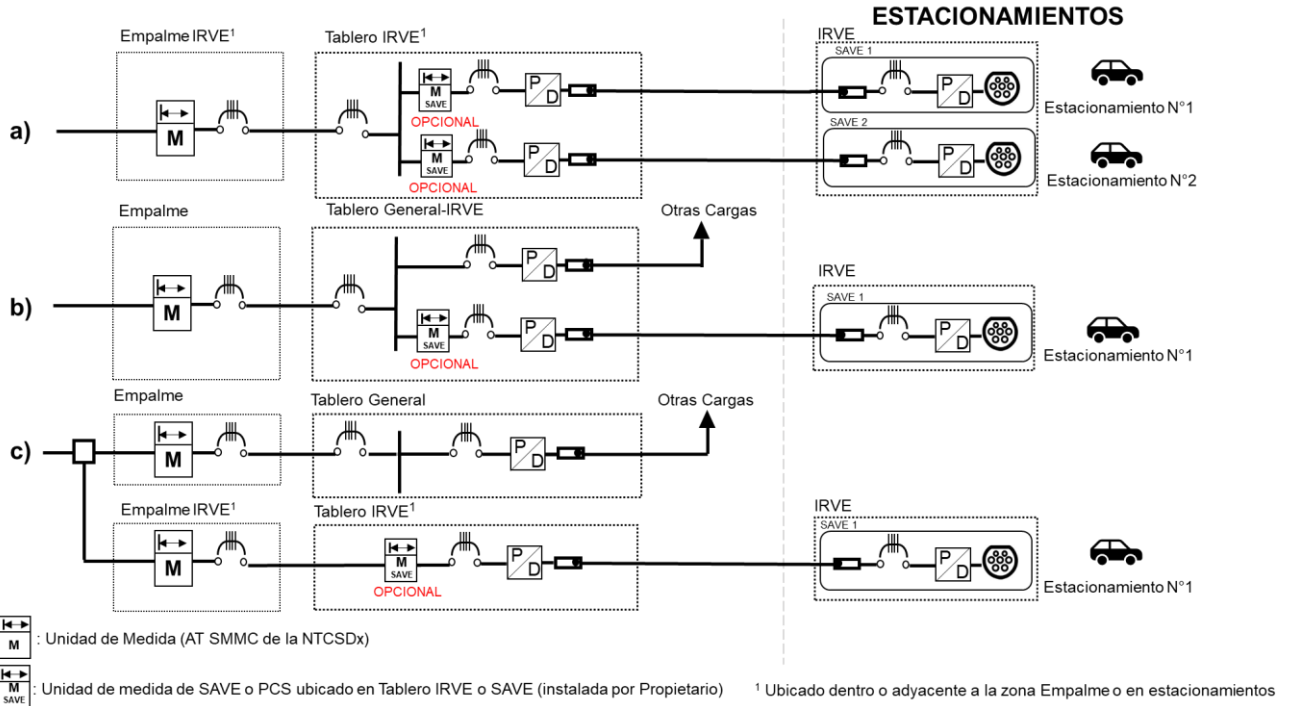 ESTACIONAMIENTOS
Empalme IRVE¹
Tablero IRVE¹
IRVE
SAVE 1
a)
M
M
SAVE
OPCIONAL
P/D
P/D
Estacionamiento N°1
SAVE 2
M
SAVE
OPCIONAL
P/D
P/D
Estacionamiento N°2
Empalme
Tablero General-IRVE
Otras Cargas
b)
M
P/D
IRVE
SAVE 1
M
SAVE
OPCIONAL
P/D
P/D
Estacionamiento N°1
Empalme
Tablero General
Otras Cargas
c)
M
P/D
Empalme IRVE¹
Tablero IRVE¹
IRVE
SAVE 1
M
M
SAVE
OPCIONAL
P/D
P/D
Estacionamiento N°1
M : Unidad de Medida (AT SMMC de la NTCSDx)
M SAVE : Unidad de medida de SAVE o PCS ubicado en Tablero IRVE o SAVE (instalada por Propietario)
¹ Ubicado dentro o adyacente a la zona Empalme o en estacionamientos